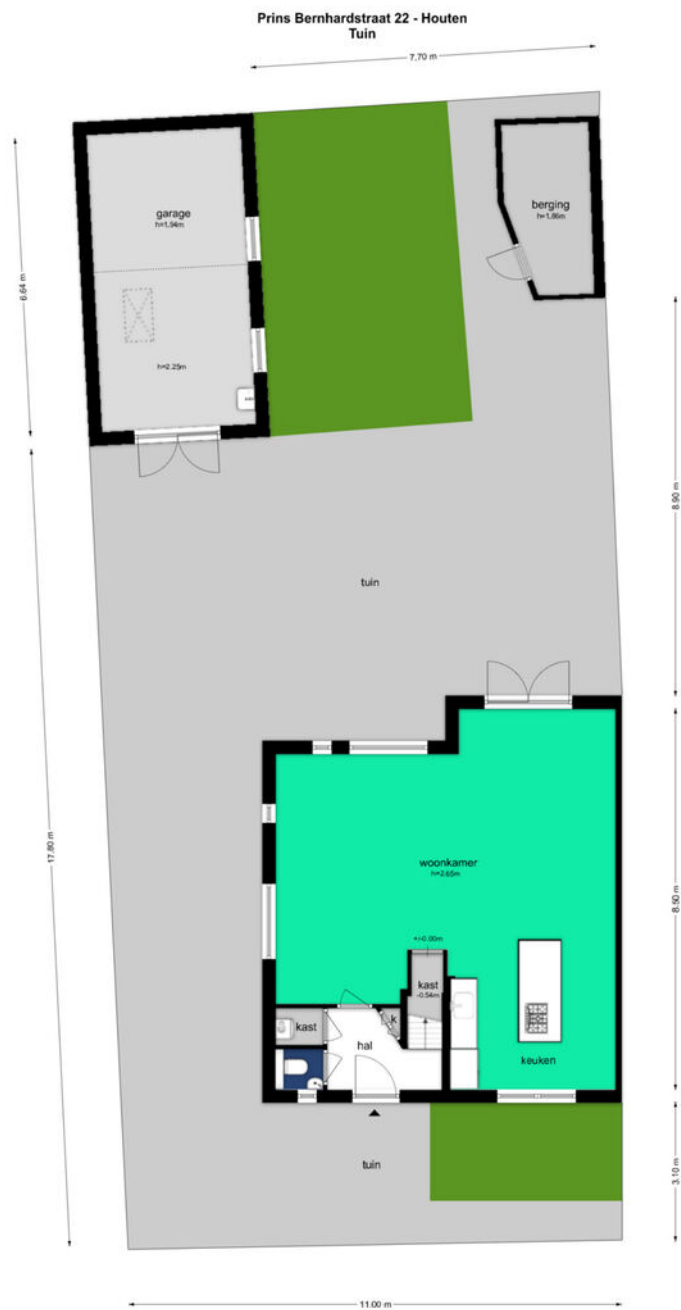 Prins Bernhardstraat 22 - Houten
Tuin
7.70 m
garage
h=1.94m
berging
h=1.86m
6.64 m
h=2.25m
8.90 m
tuin
17.80 m
woonkamer
h=2.65m
8.50 m
+/-0.00m
kast
-0.54m
kast
k
hal
keuken
tuin
3.10 m
11.00 m